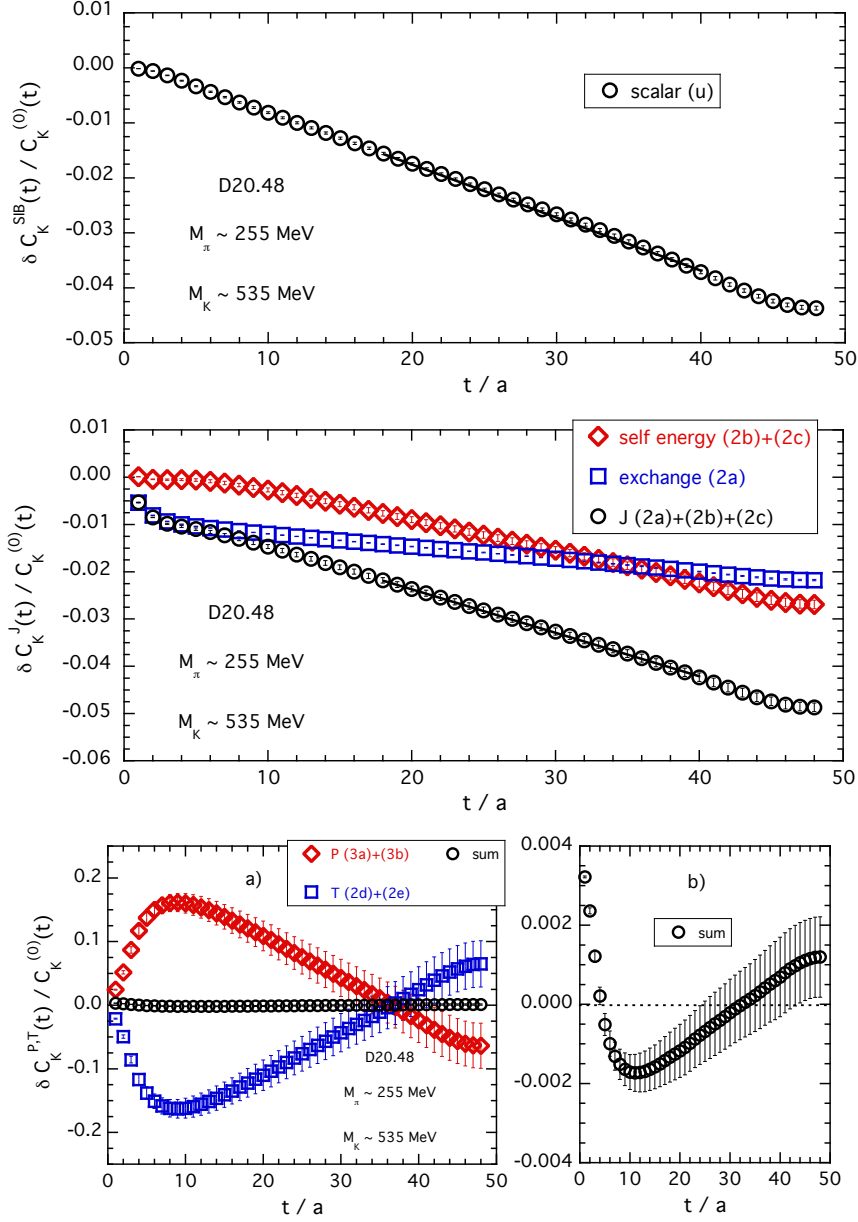 0.01
0.00
-0.01
-0.02
-0.03
-0.04
-0.05
δ C_K^SIB(t) / C_K^(0)(t)
scalar (u)
D20.48
M_π ~ 255 MeV
M_K ~ 535 MeV
0 10 20 30 40 50
t / a
0.01
0.00
-0.01
-0.02
-0.03
-0.04
-0.05
-0.06
δ C_K^J(t) / C_K^(0)(t)
self energy (2b)+(2c)
exchange (2a)
J (2a)+(2b)+(2c)
D20.48
M_π ~ 255 MeV
M_K ~ 535 MeV
0 10 20 30 40 50
t / a
0.2
0.1
0.0
-0.1
-0.2
δ C_K^P,T(t) / C_K^(0)(t)
a)
P (3a)+(3b) sum
T (2d)+(2e)
D20.48
M_π ~ 255 MeV
M_K ~ 535 MeV
0 10 20 30 40 50
t / a
0.004
0.002
0.000
-0.002
-0.004
b)
sum
0 10 20 30 40 50
t / a